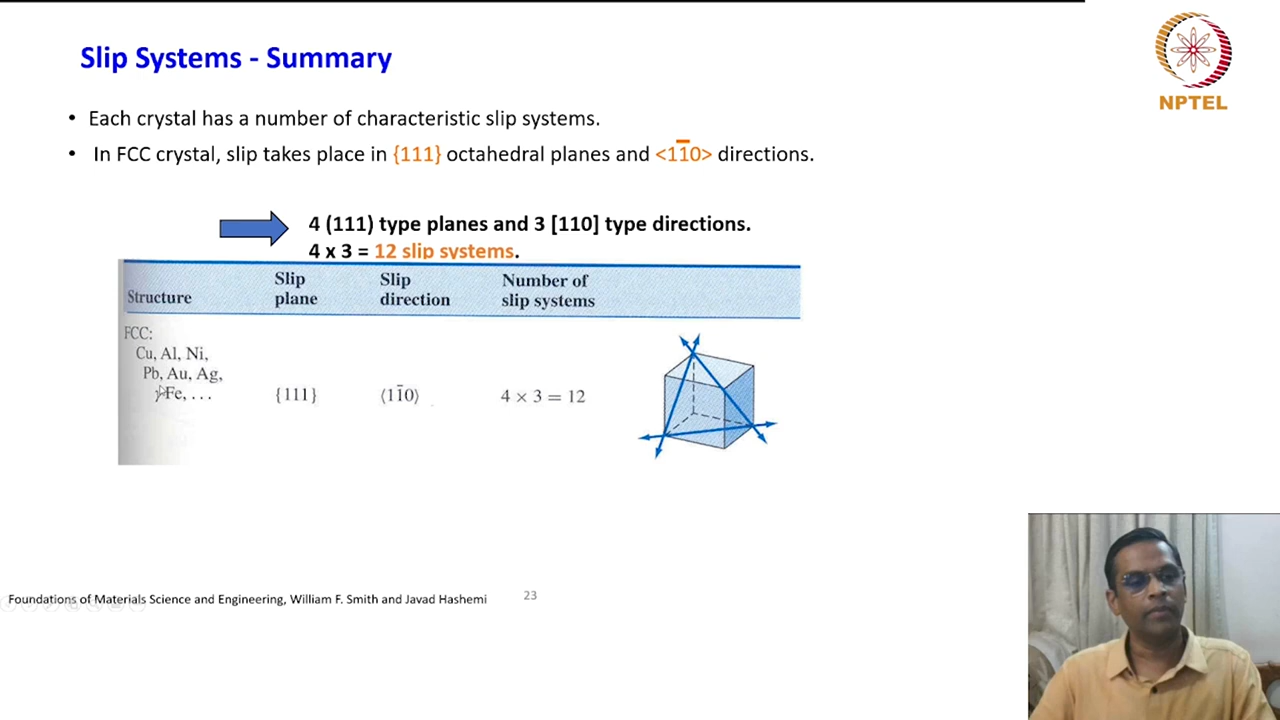 Slip Systems - Summary
NPTEL
• Each crystal has a number of characteristic slip systems.
• In FCC crystal, slip takes place in {111} octahedral planes and <11̅0> directions.
4 (111) type planes and 3 [110] type directions.
4 x 3 = 12 slip systems.
Structure Slip plane Slip direction Number of slip systems
FCC:
Cu, Al, Ni,
Pb, Au, Ag,
γFe, . . . {111} ⟨11̅0⟩ 4 × 3 = 12
Foundations of Materials Science and Engineering, William F. Smith and Javad Hashemi 23